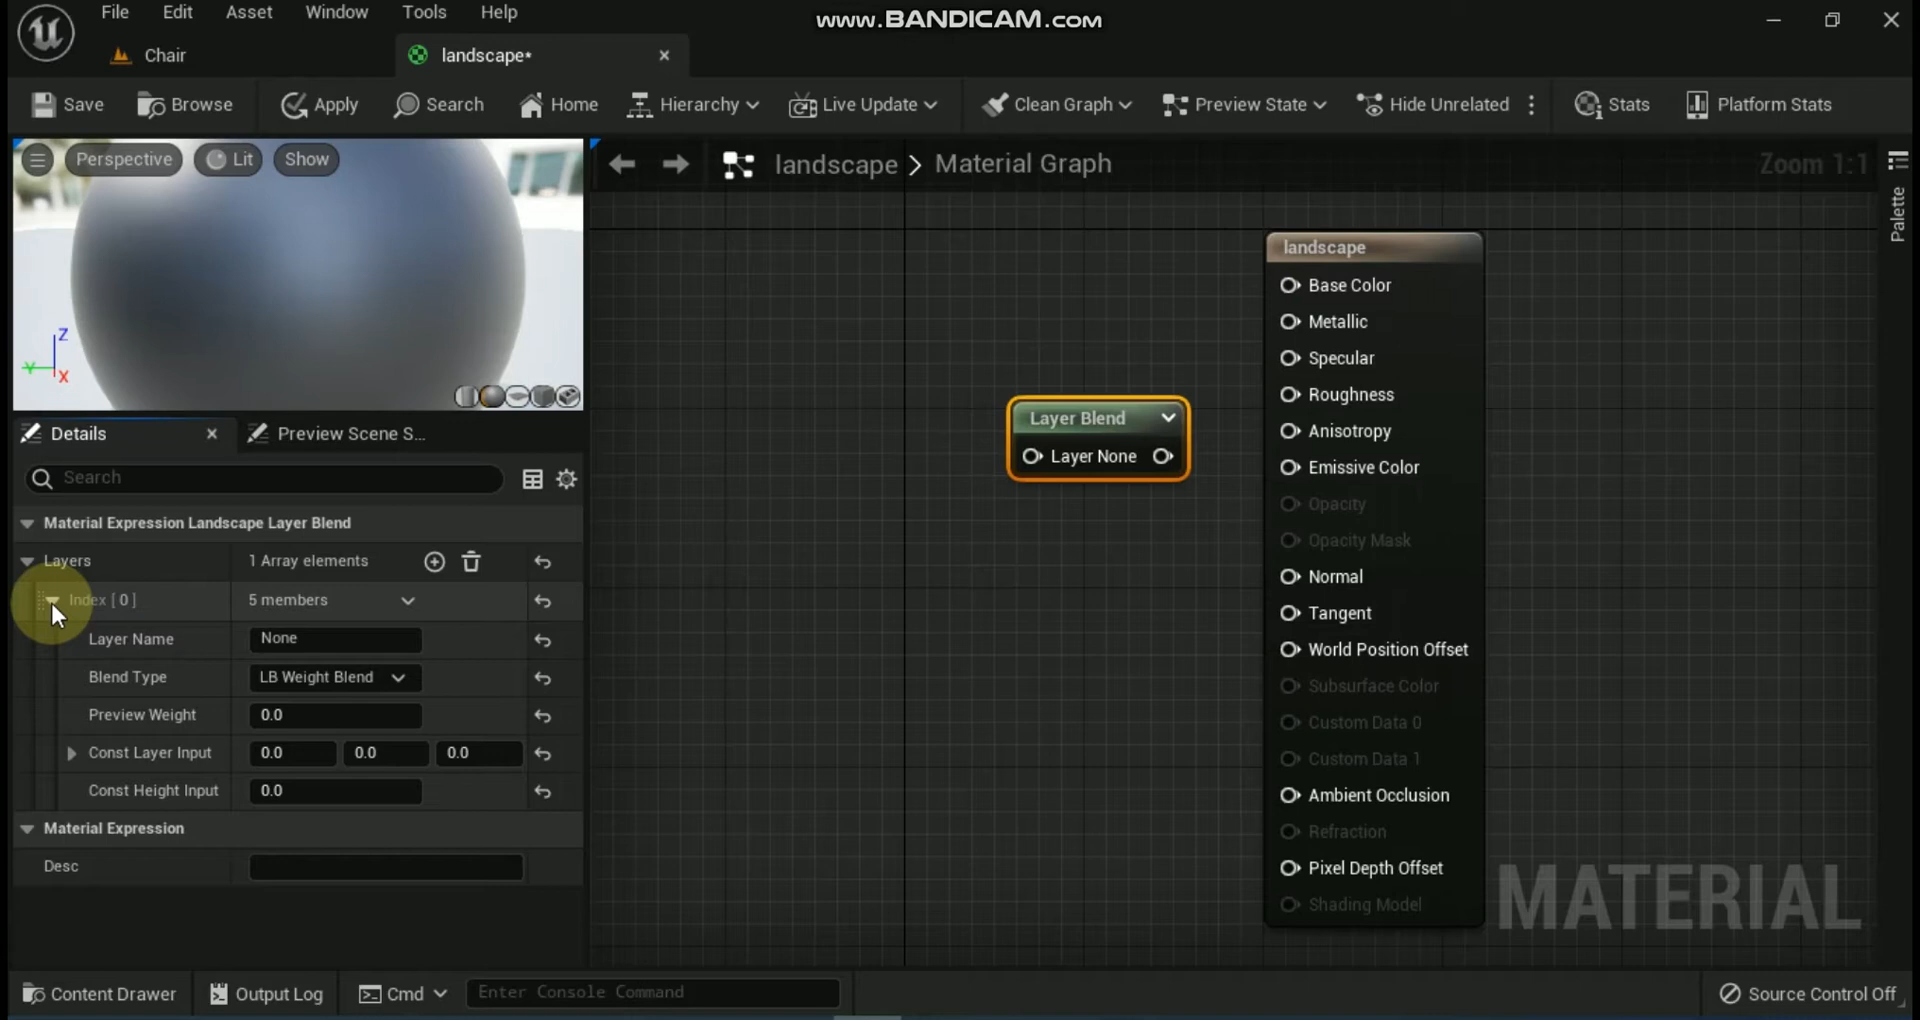 File Edit Asset Window Tools Help
www.BANDICAM.com
Chair
landscape*
Save Browse Apply Search Home Hierarchy Live Update Clean Graph Preview State Hide Unrelated Stats Platform Stats
Perspective Lit Show
landscape > Material Graph
Zoom 1:1
Palette
Z
Y
X
Details
Preview Scene S...
Search
Material Expression Landscape Layer Blend
Layers 1 Array elements
Index [ 0 ] 5 members
Layer Name None
Blend Type LB Weight Blend
Preview Weight 0.0
Const Layer Input 0.0 0.0 0.0
Const Height Input 0.0
Material Expression
Desc
Layer Blend
Layer None
landscape
Base Color
Metallic
Specular
Roughness
Anisotropy
Emissive Color
Opacity
Opacity Mask
Normal
Tangent
World Position Offset
Subsurface Color
Custom Data 0
Custom Data 1
Ambient Occlusion
Refraction
Pixel Depth Offset
Shading Model
MATERIAL
Content Drawer Output Log Cmd Enter Console Command Source Control Off